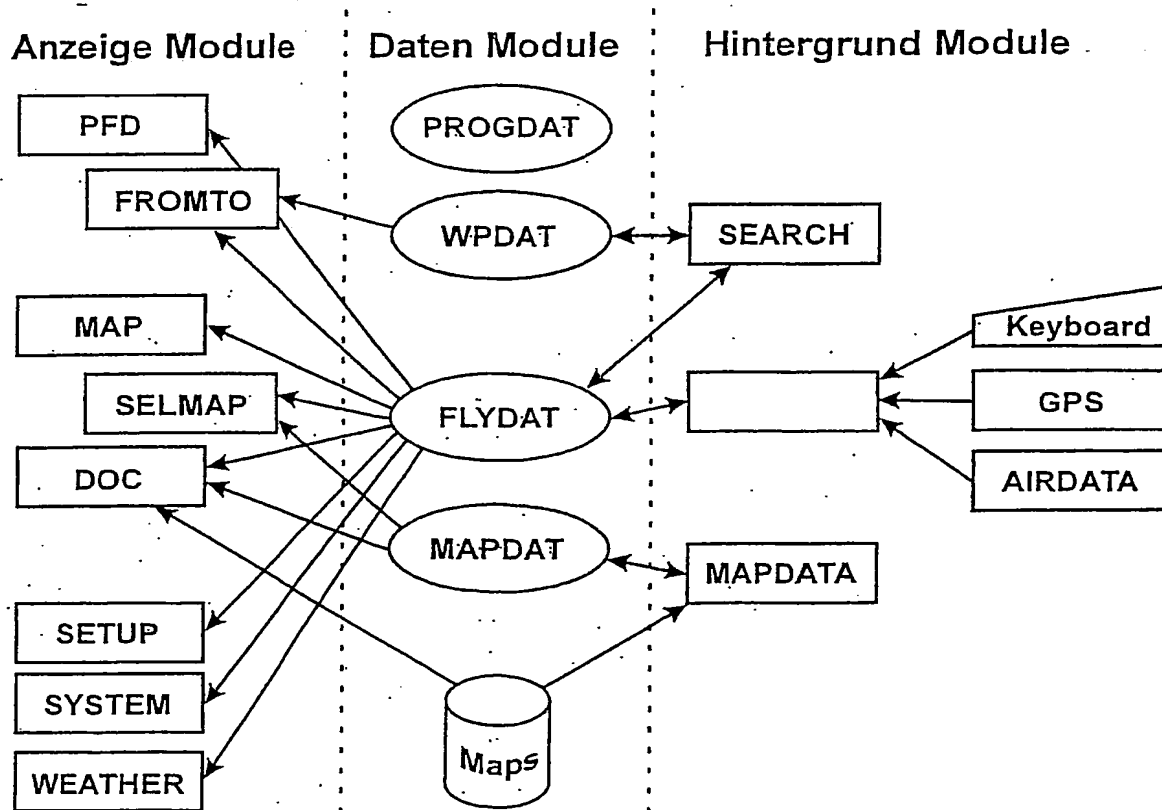 Anzeige Module
Daten Module
Hintergrund Module
PFD
FROMTO
MAP
SELMAP
DOC
SETUP
SYSTEM
WEATHER
PROGDAT
WPDAT
FLYDAT
MAPDAT
Maps
SEARCH
MAPDATA
Keyboard
GPS
AIRDATA